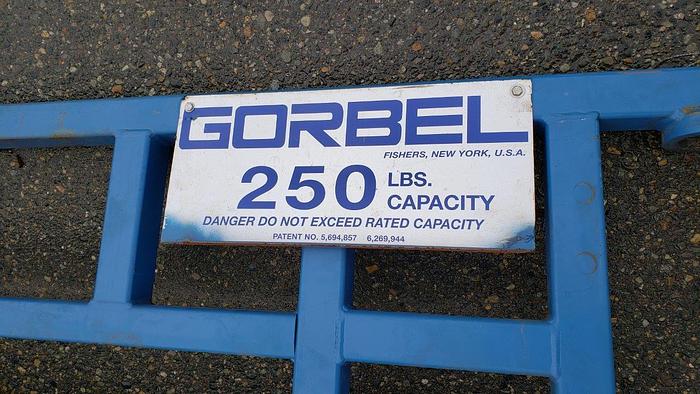 GORBEL
FISHERS, NEW YORK, U.S.A.
250 LBS. CAPACITY
DANGER DO NOT EXCEED RATED CAPACITY
PATENT NO. 5,694,857 6,269,944